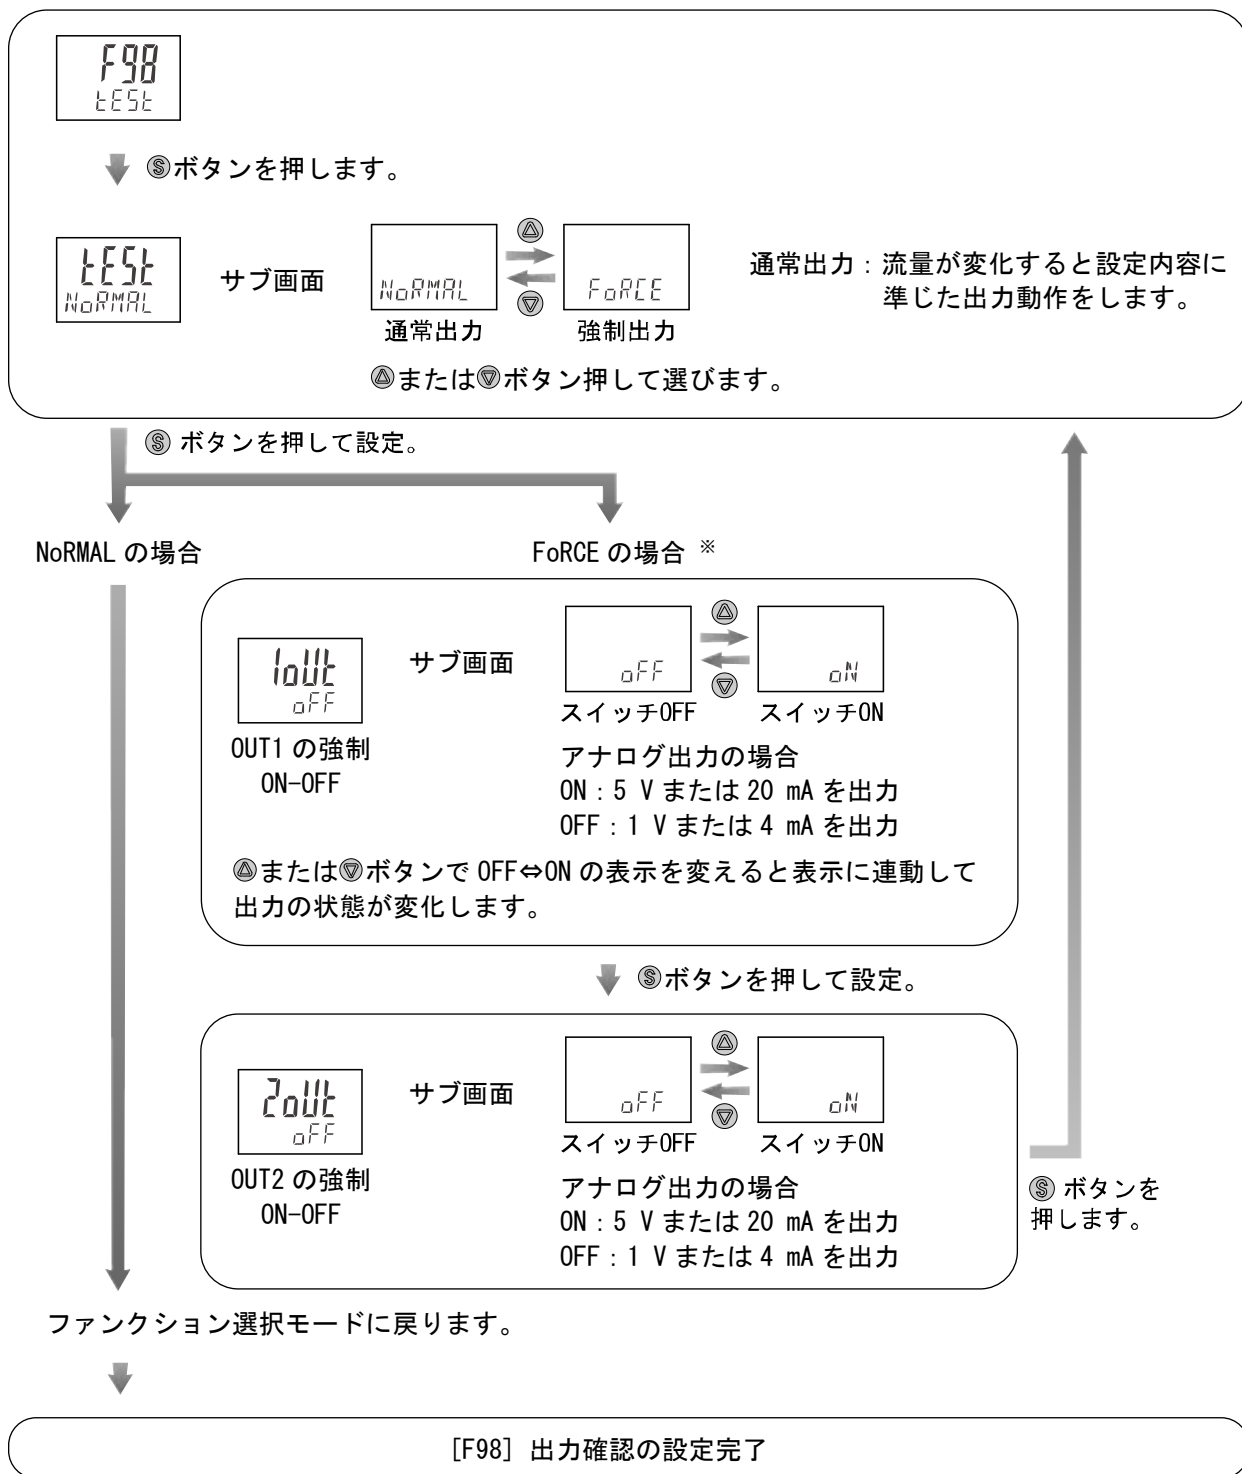 F98
tESt
Ⓢボタンを押します。
tESt
NoRMAL
サブ画面
NoRMAL
FoRCE
通常出力
強制出力
通常出力：流量が変化すると設定内容に
準じた出力動作をします。
△または▽ボタン押して選びます。
Ⓢ ボタンを押して設定。
NoRMAL の場合
FoRCE の場合 ※
1oUt
oFF
サブ画面
oFF
oN
スイッチOFF
スイッチON
OUT1 の強制
ON-OFF
アナログ出力の場合
ON：5 V または 20 mA を出力
OFF：1 V または 4 mA を出力
△または▽ボタンで OFF⇔ON の表示を変えると表示に連動して
出力の状態が変化します。
Ⓢボタンを押して設定。
2oUt
oFF
サブ画面
oFF
oN
スイッチOFF
スイッチON
OUT2 の強制
ON-OFF
アナログ出力の場合
ON：5 V または 20 mA を出力
OFF：1 V または 4 mA を出力
Ⓢ ボタンを
押します。
ファンクション選択モードに戻ります。
[F98] 出力確認の設定完了